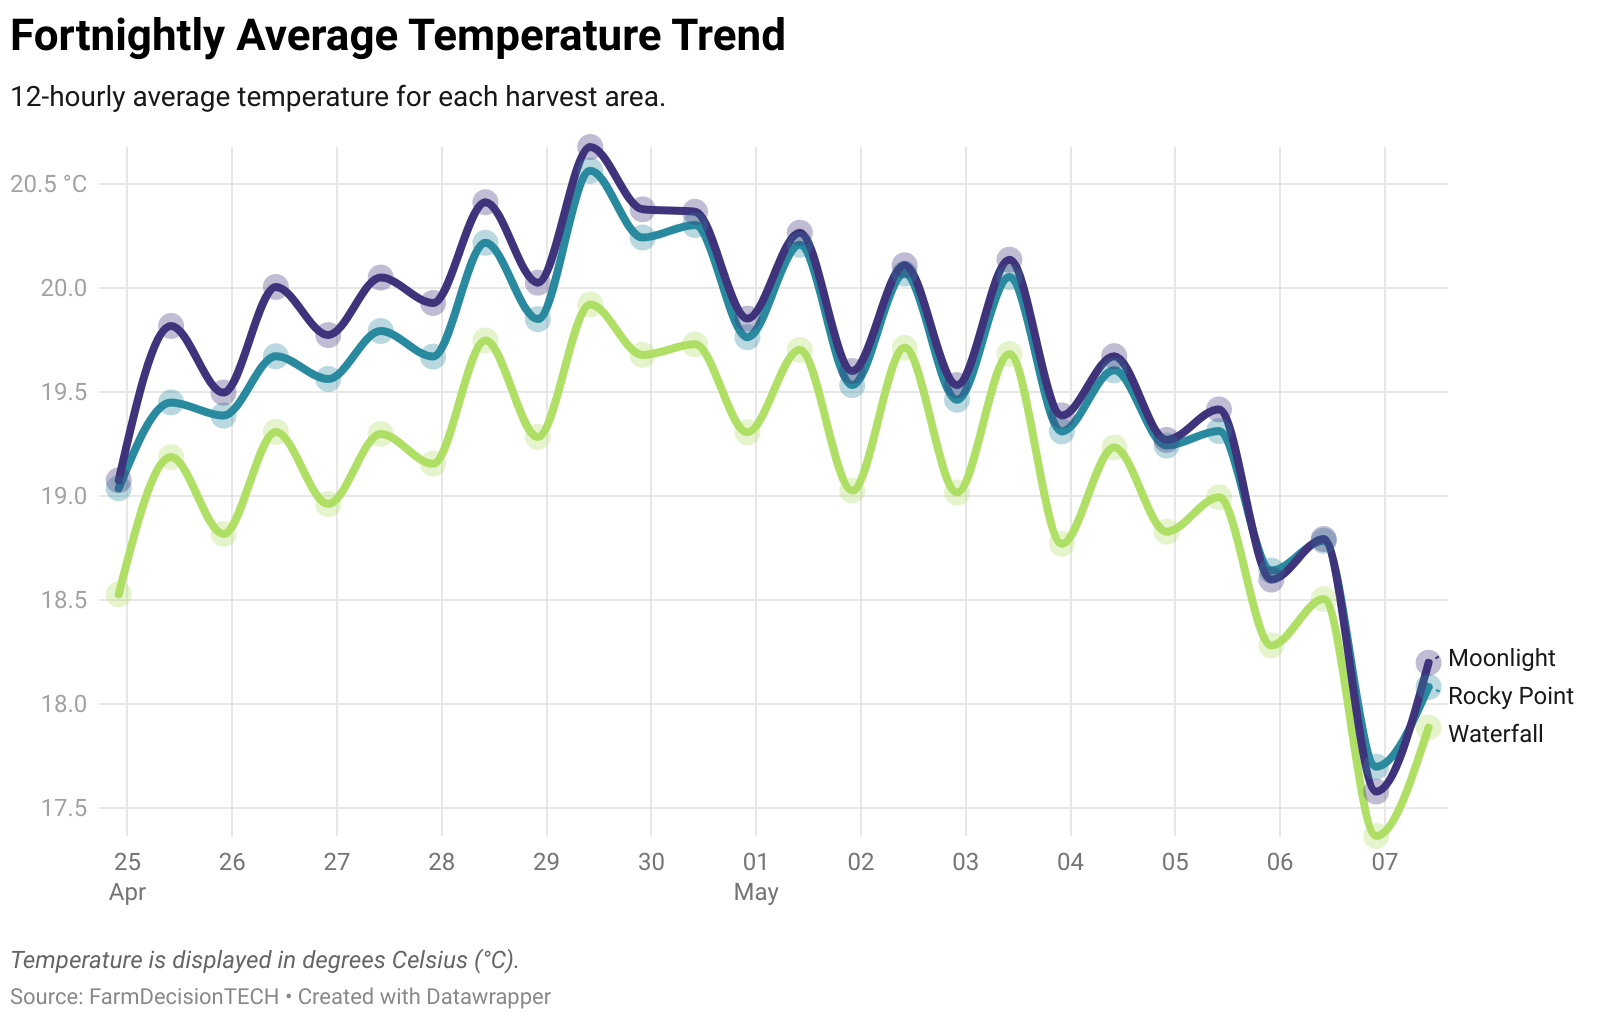 Fortnightly Average Temperature Trend
12-hourly average temperature for each harvest area.
20.5 °C
20.0
19.5
19.0
18.5
18.0
17.5
Moonlight
Rocky Point
Waterfall
25 26 27 28 29 30 01 02 03 04 05 06 07
Apr May
Temperature is displayed in degrees Celsius (°C).
Source: FarmDecisionTECH • Created with Datawrapper